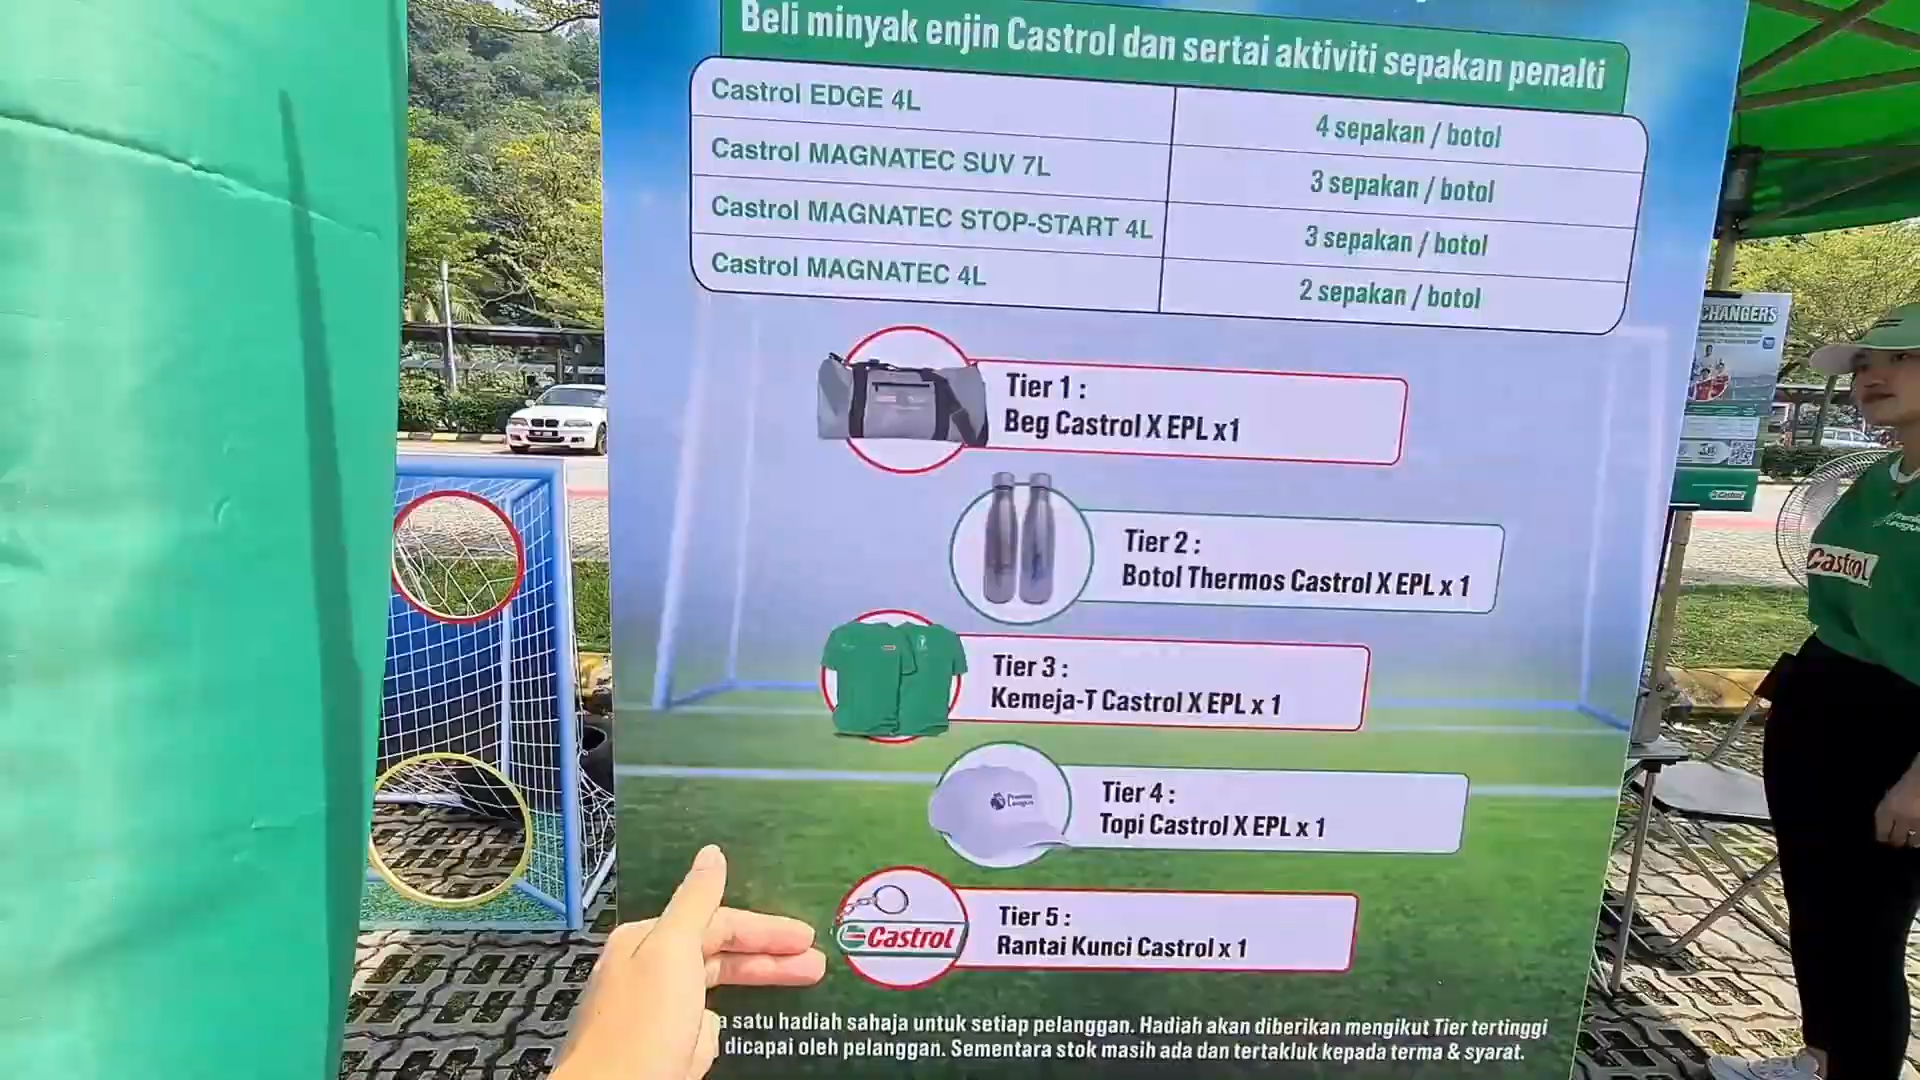 Beli minyak enjin Castrol dan sertai aktiviti sepakan penalti
Castrol EDGE 4L
4 sepakan / botol
Castrol MAGNATEC SUV 7L
3 sepakan / botol
Castrol MAGNATEC STOP-START 4L
3 sepakan / botol
Castrol MAGNATEC 4L
2 sepakan / botol
Tier 1 :
Beg Castrol X EPL x1
Tier 2 :
Botol Thermos Castrol X EPL x 1
Tier 3 :
Kemeja-T Castrol X EPL x 1
Premier
League
Tier 4 :
Topi Castrol X EPL x 1
Castrol
Tier 5 :
Rantai Kunci Castrol x 1
satu hadiah sahaja untuk setiap pelanggan. Hadiah akan diberikan mengikut Tier tertinggi
dicapai oleh pelanggan. Sementara stok masih ada dan tertakluk kepada terma & syarat.
CHANGERS
Castrol
Castrol